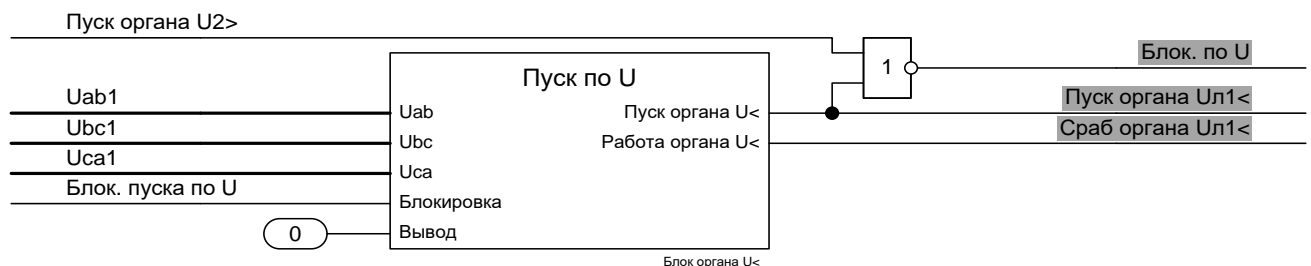 Пуск органа U2>
1
Блок. по U
Пуск по U
Uab1
Uab
Пуск органа U<
Пуск органа Uл1<
Ubc1
Ubc
Работа органа U<
Сраб органа Uл1<
Uca1
Uca
Блок. пуска по U
Блокировка
0
Вывод
Блок органа U<